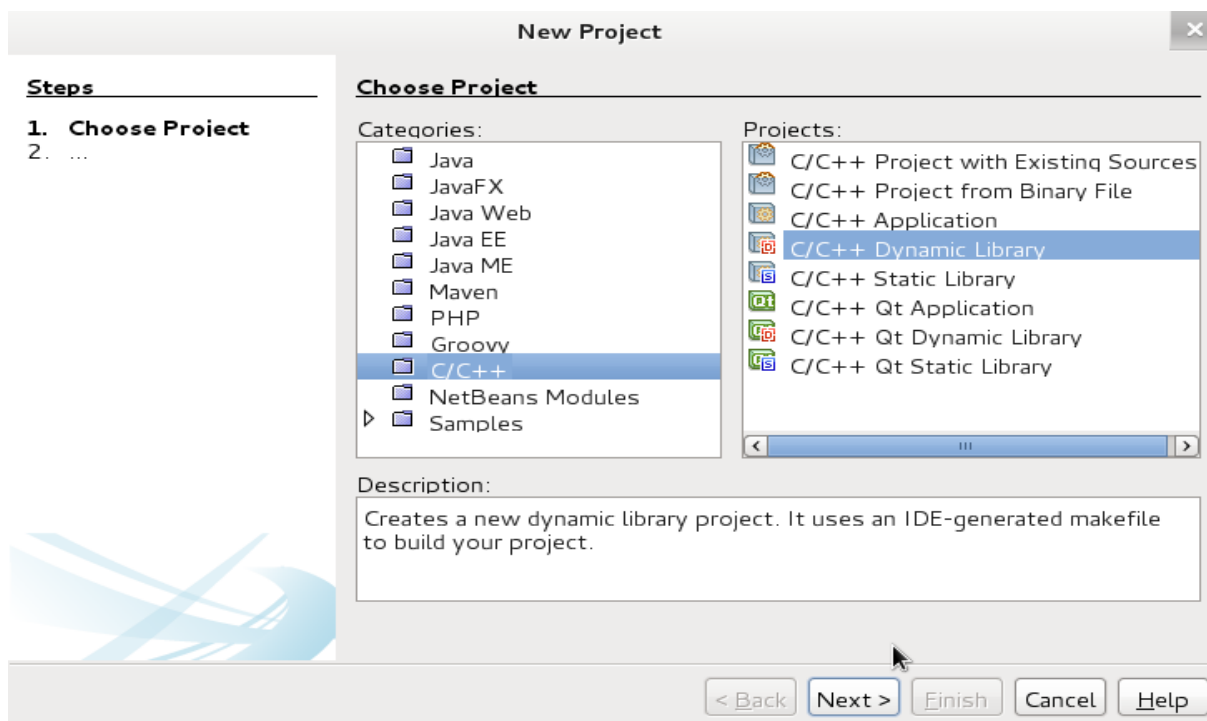 New Project
Steps
1. Choose Project
2. ...
Choose Project
Categories:
Java
JavaFX
Java Web
Java EE
Java ME
Maven
PHP
Groovy
C/C++
NetBeans Modules
Samples
Projects:
C/C++ Project with Existing Sources
C/C++ Project from Binary File
C/C++ Application
C/C++ Dynamic Library
C/C++ Static Library
C/C++ Qt Application
C/C++ Qt Dynamic Library
C/C++ Qt Static Library
Description:
Creates a new dynamic library project. It uses an IDE-generated makefile
to build your project.
< Back Next > Finish Cancel Help